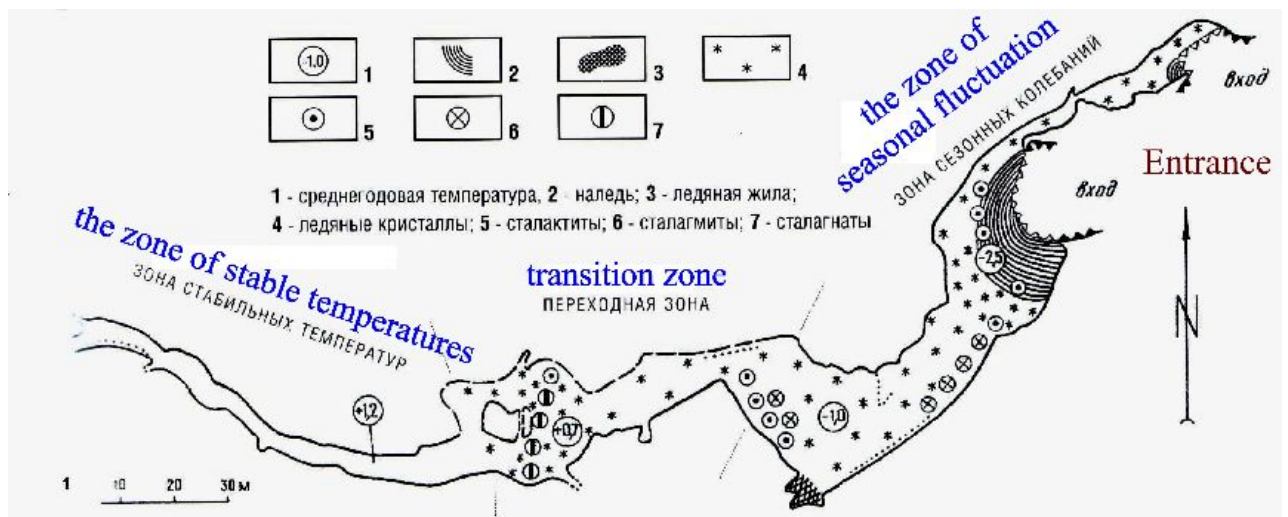 -1,0
1
2
3
4
5
6
7
1 - среднегодовая температура, 2 - наледь; 3 - ледяная жила;
4 - ледяные кристаллы; 5 - сталактиты; 6 - сталагмиты; 7 - сталагнаты
the zone of
seasonal fluctuation
ЗОНА СЕЗОННЫХ КОЛЕБАНИЙ
вход
Entrance
вход
the zone of stable temperatures
ЗОНА СТАБИЛЬНЫХ ТЕМПЕРАТУР
transition zone
ПЕРЕХОДНАЯ ЗОНА
-2,5
N
+1,2
+0,7
-1,0
1 10 20 30 м